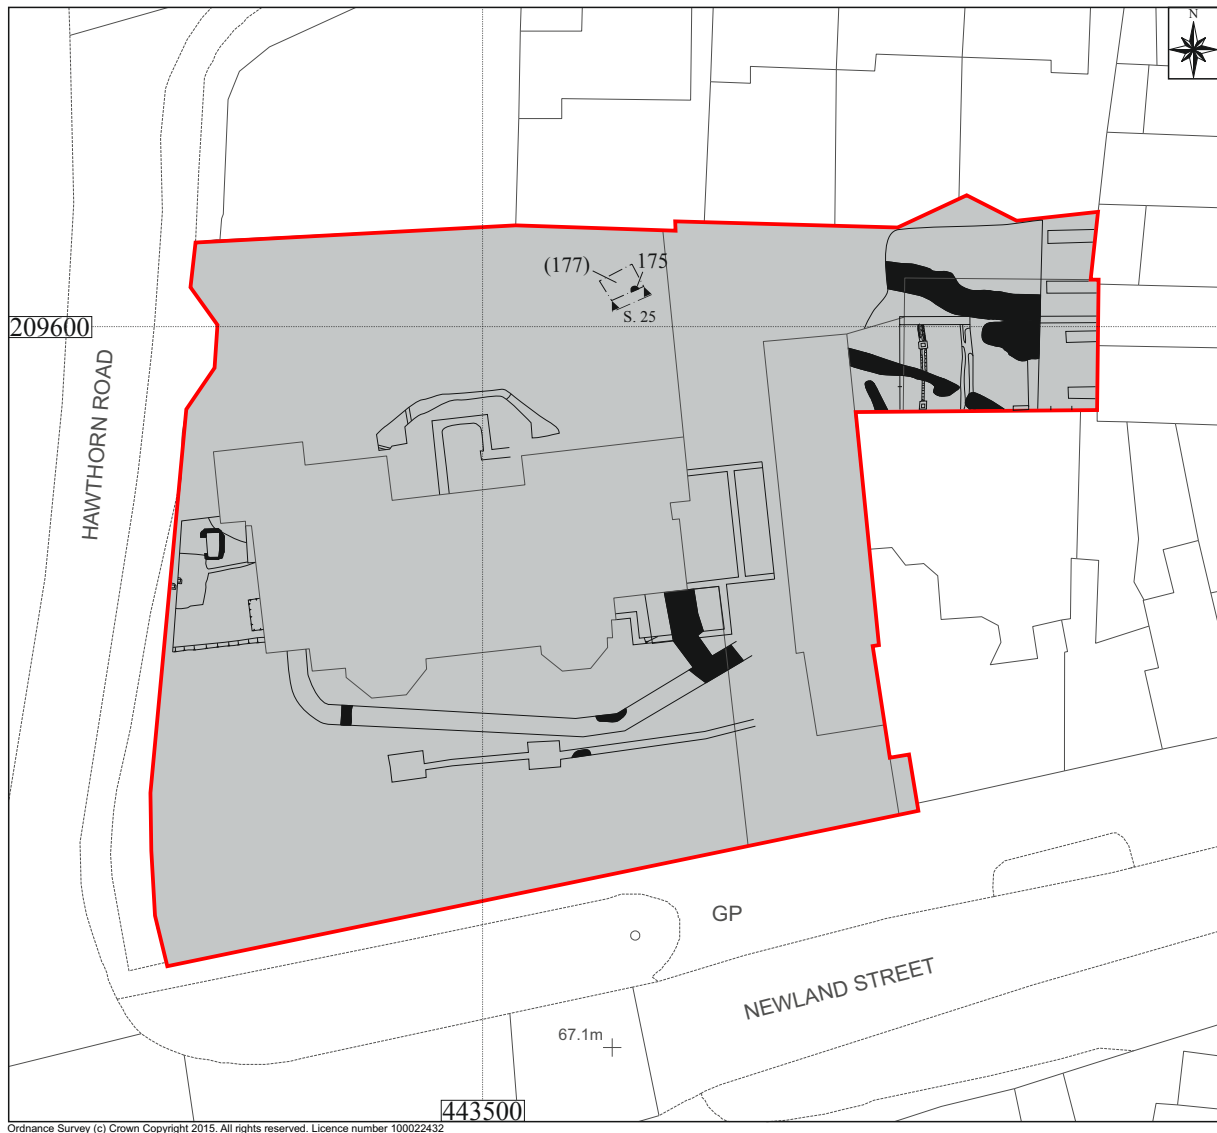 N
(177) 175
S. 25
209600
HAWTHORN ROAD
GP
NEWLAND STREET
67.1m
443500
Ordnance Survey (c) Crown Copyright 2015. All rights reserved. Licence number 100022432